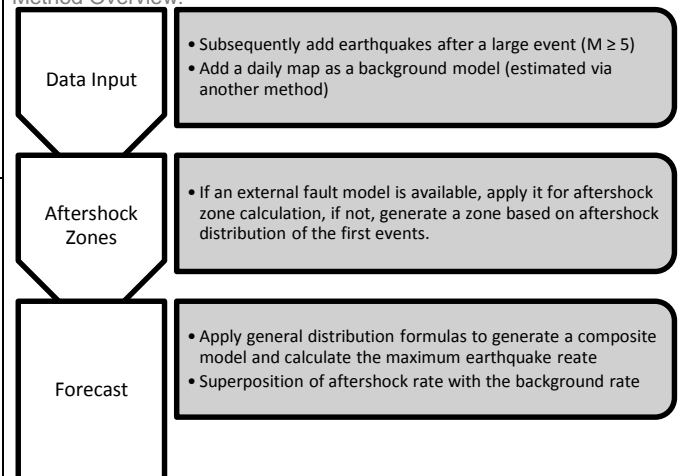 Method Overview:
Data Input
• Subsequently add earthquakes after a large event (M ≥ 5)
• Add a daily map as a background model (estimated via
another method)
Aftershock
Zones
• If an external fault model is available, apply it for aftershock
zone calculation, if not, generate a zone based on aftershock
distribution of the first events.
Forecast
• Apply general distribution formulas to generate a composite
model and calculate the maximum earthquake reate
• Superposition of aftershock rate with the background rate